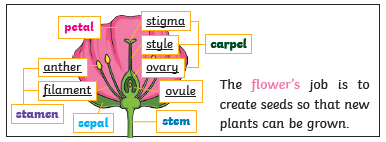 petal
stigma
style
carpel
anther
ovary
filament
ovule
stamen
sepal
stem
The flower's job is to
create seeds so that new
plants can be grown.